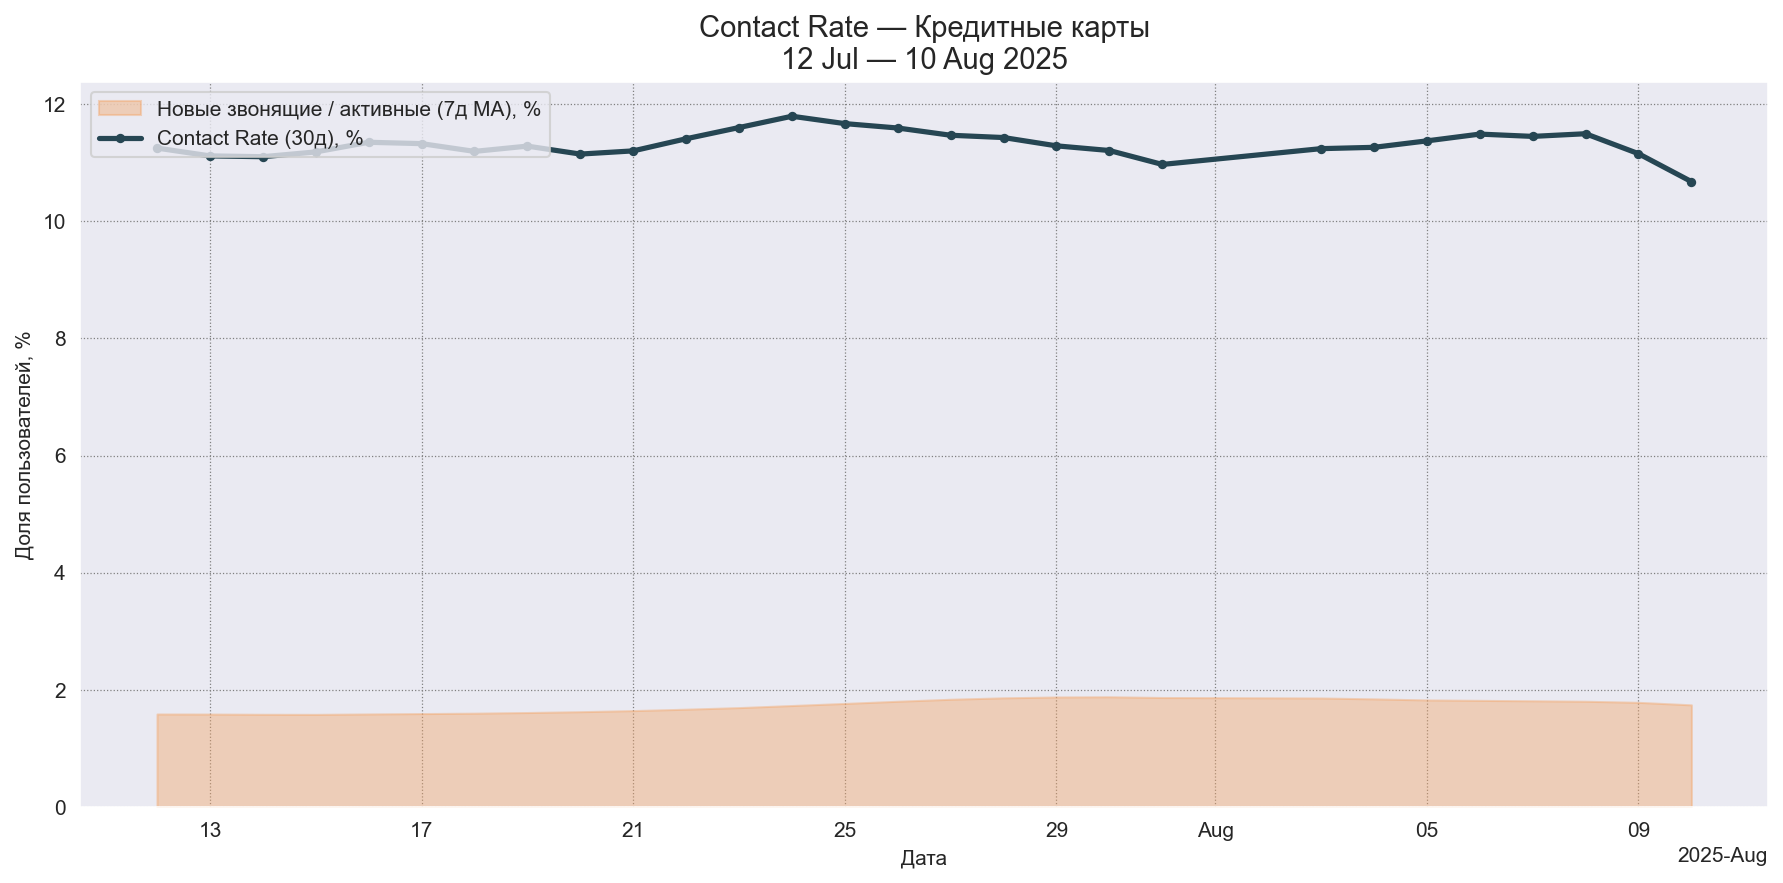 Contact Rate — Кредитные карты
12 Jul — 10 Aug 2025
Новые звонящие / активные (7д MA), %
Contact Rate (30д), %
Доля пользователей, %
12
10
8
6
4
2
0
13
17
21
25
29
Aug
05
09
Дата
2025-Aug